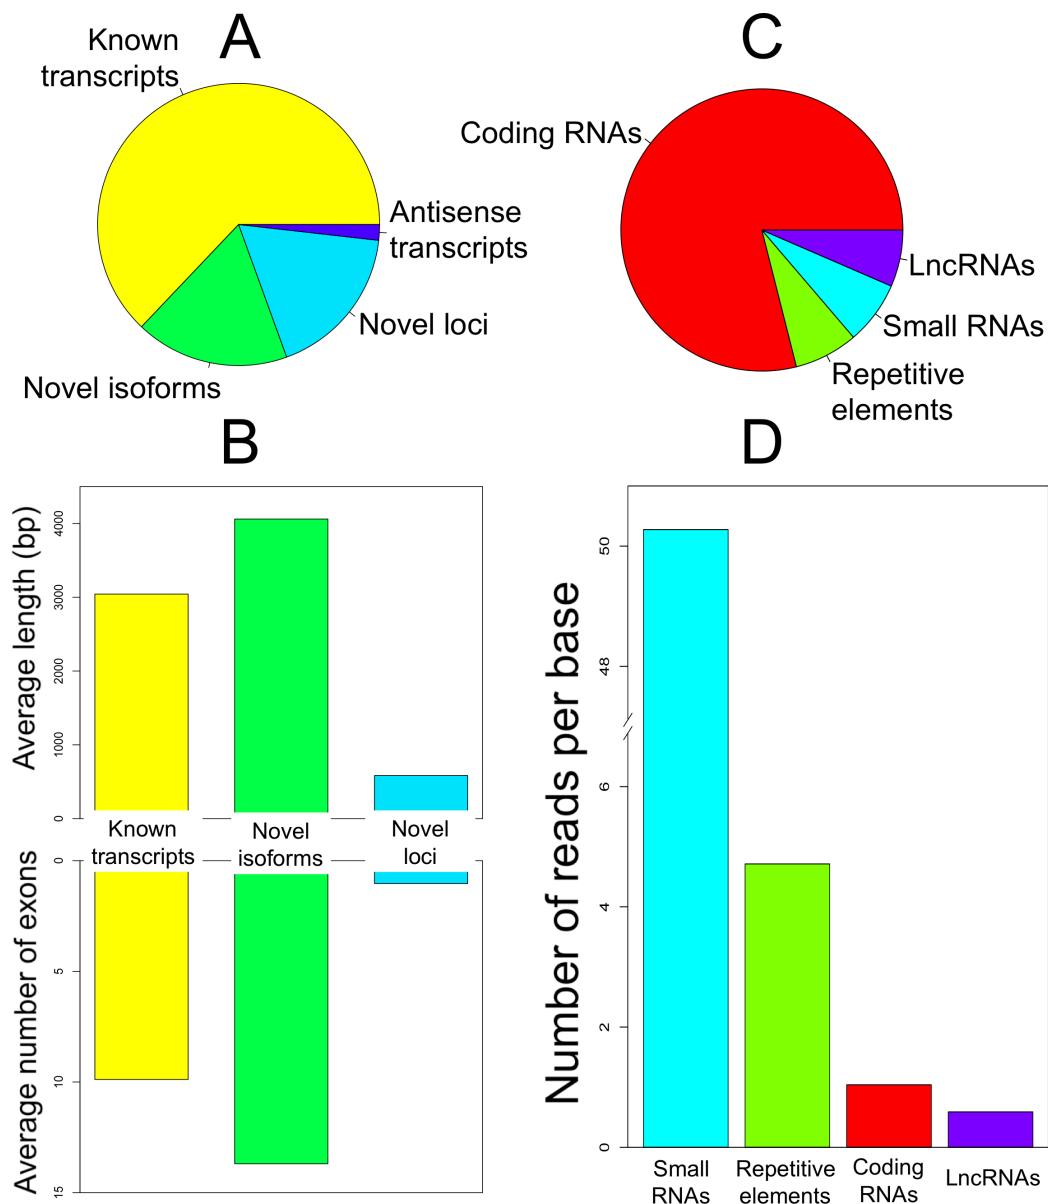 A
Known
transcripts
Antisense
transcripts
Novel loci
Novel isoforms
C
Coding RNAs
LncRNAs
Small RNAs
Repetitive
elements
B
Average length (bp)
4000
3000
2000
1000
0
Known
transcripts
Novel
isoforms
Novel
loci
Average number of exons
0
5
10
15
D
Number of reads per base
50
48
6
4
2
0
Small
RNAs
Repetitive
elements
Coding
RNAs
LncRNAs